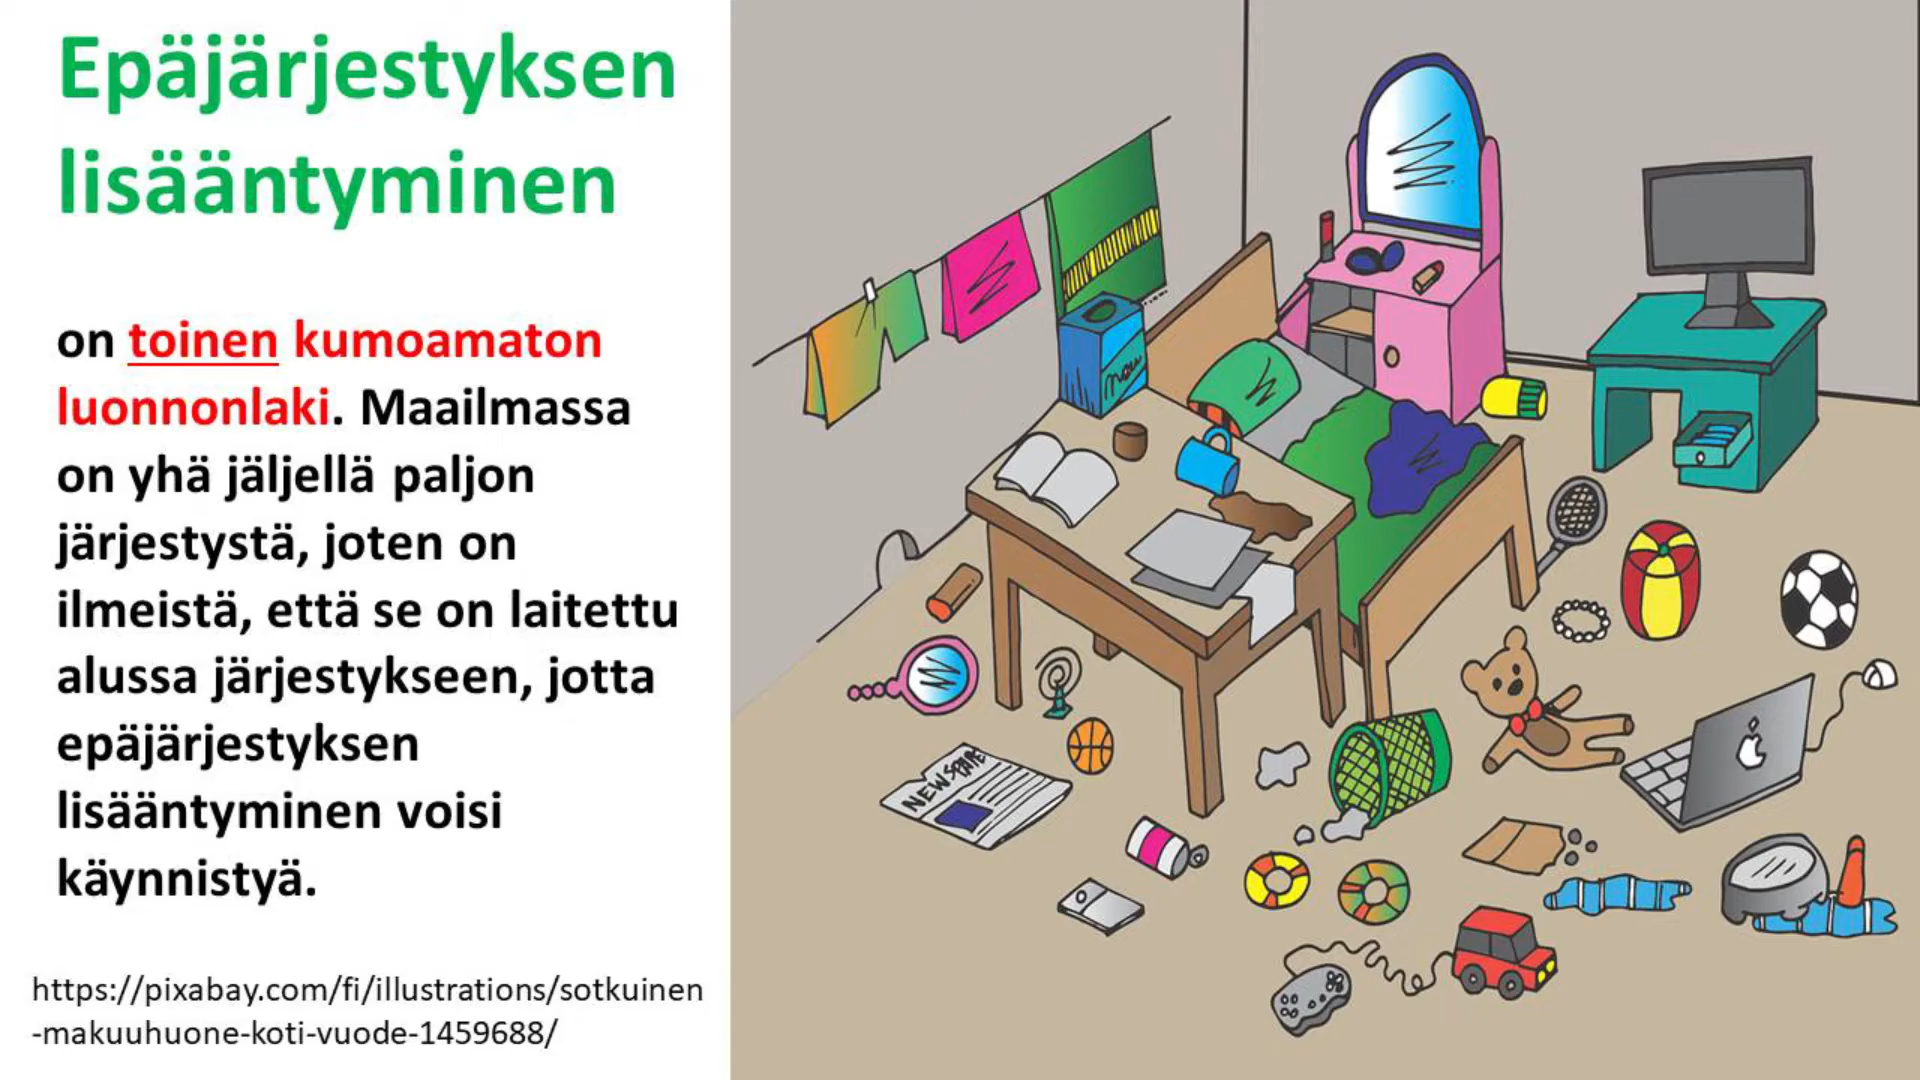 Epäjärjestyksen
lisääntyminen
on toinen kumoamaton
luonnonlaki. Maailmassa
on yhä jäljellä paljon
järjestystä, joten on
ilmeistä, että se on laitettu
alussa järjestykseen, jotta
epäjärjestyksen
lisääntyminen voisi
käynnistyä.
https://pixabay.com/fi/illustrations/sotkuinen
-makuuhuone-koti-vuode-1459688/